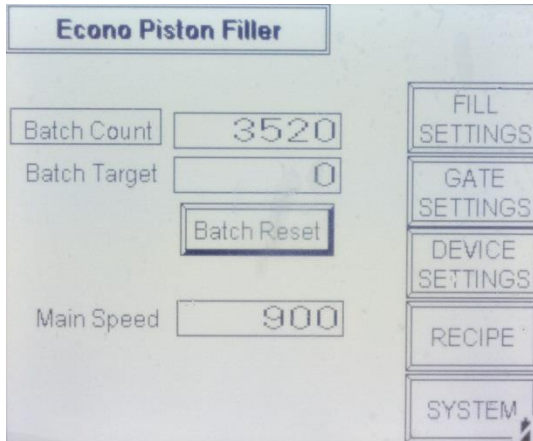 Econo Piston Filler
Batch Count 3520
Batch Target 0
Batch Reset
Main Speed 900
FILL
SETTINGS
GATE
SETTINGS
DEVICE
SETTINGS
RECIPE
SYSTEM